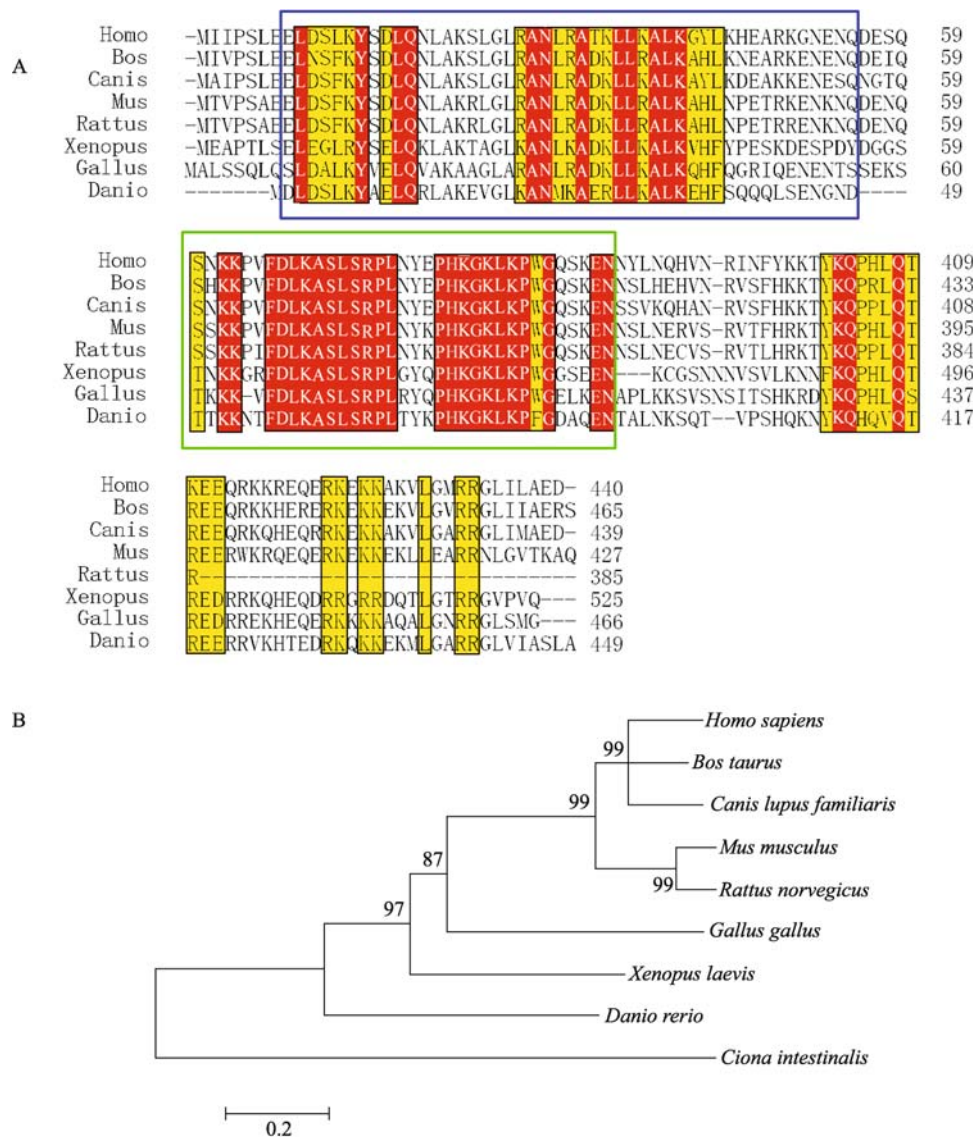 A
Homo -MIIPSLEELDSLKYSDLQNLAKSLGLRANLRATKLLKALKGYLKHEARKGNENQDESQ 59
Bos -MIVPSLEELNSFKYSDLQNLAKSLGLRANLRADKLLRALKAHLKNEARKENENQDEIQ 59
Canis -MAIPSLEELDSFKYSDLQNLAKSLGLRANLRADKLLKALKAYLKDEAKKENESQNGTQ 59
Mus -MTVPSAEELDSFKYSDLQNLAKRLGLRANLRADKLLRALKAHLNPETRKENKNQDENQ 59
Rattus -MTVPSAEELDSFKYSDLQNLAKRLGLRANLRADKLLRALKAHLNPETRRENKNQDENQ 59
Xenopus -MEAPTLSELEGLRYSELQKLAKTAGLKANLKADKLLKALKVHFYPESKDESPDYDGGS 59
Gallus MALSSQLQSLDALKYSELQQVAKAAGLARANLRAEKLLKALKEHFQGRIQENENTSSEKS 60
Danio -------MDLDSLKYAELQRLAKEVGLKANMKAERLLKALKEHFSQQQLSENGND---- 49
Homo SNKKPVFDLKASLSRPLNYEPHKGKLKPWGQSKENNYLNQHVN-RINFYKKTYKQPHLQT 409
Bos SHKKPVFDLKASLSRPLNYEPHKGKLKPWGQSKENNSLHEHVN-RVSFHKKTYKQPRLQT 433
Canis SNKKPVFDLKASLSRPLNYEPHKGKLKPWGQSKENSSVKQHAN-RVSFHKKTYKQPPLQT 408
Mus SSKKPVFDLKASLSRPLNYKPHKGKLKPWGQSKENNSLNERVS-RVTFHRKTYKQPHLQT 395
Rattus SSKKPIFDLKASLSRPLNYKPHKGKLKPWGQSKENNSLNECVS-RVTLHRKTYKQPPLQT 384
Xenopus TNKKGRFDLKASLSRPLGYQPHKGKLKPWGGSEEN---KCGSNNNVSVLKNNFKQPHLQT 496
Gallus TKKK-VFDLKASLSRPLRYQPHKGKLKPWGELKENAPLKKSVSNSITSHKRDYKQPHLQS 437
Danio TTKKNTFDLKASLSRPLTYKPHKGKLKPFGDAQENTALNKSQT--VPSHQKNYKQHQVQT 417
Homo KEEQRKKREQERKEKKAKVLGMRRGLILAED- 440
Bos REEQRKKHERERKEKKEKVLGVRRGLIIAERS 465
Canis REEQRKQHEQRRKEKKAKVLGARRGLIMAED- 439
Mus REERWKRQEQERKEKKEKLLEARRNLGVTKAQ 427
Rattus R------------------------------- 385
Xenopus REDRRKQHEQDRRGRRDQTLGTRRGVPVQ--- 525
Gallus REDRREKHEQERKKKKAQALGNRRGLSMG--- 466
Danio REERRVKHTEDRKQKKEKMLGARRGLVIASLA 449
B
Homo sapiens
99
Bos taurus
Canis lupus familiaris
99
Mus musculus
87
99
Rattus norvegicus
97
Gallus gallus
Xenopus laevis
Danio rerio
Ciona intestinalis
0.2